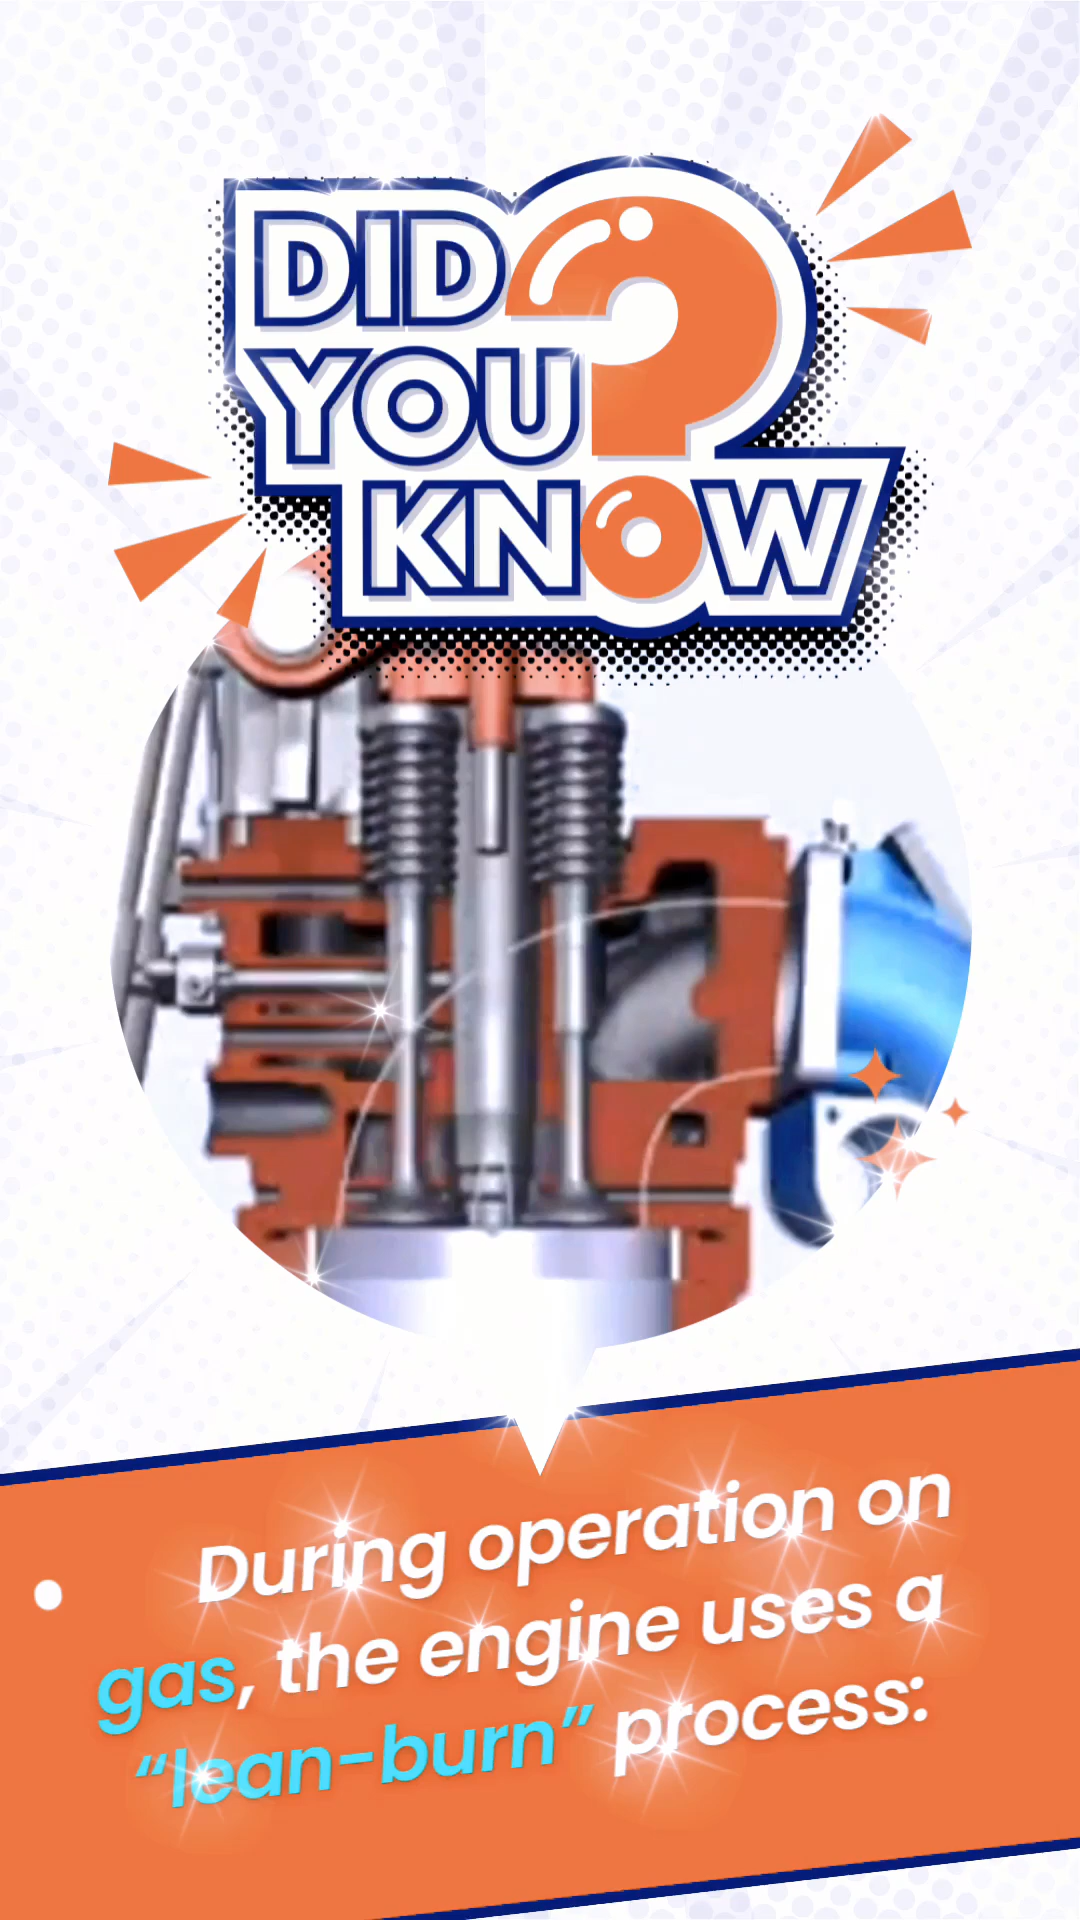 DID
YOU
KNOW?
• During operation on
gas, the engine uses a
“lean-burn” process: